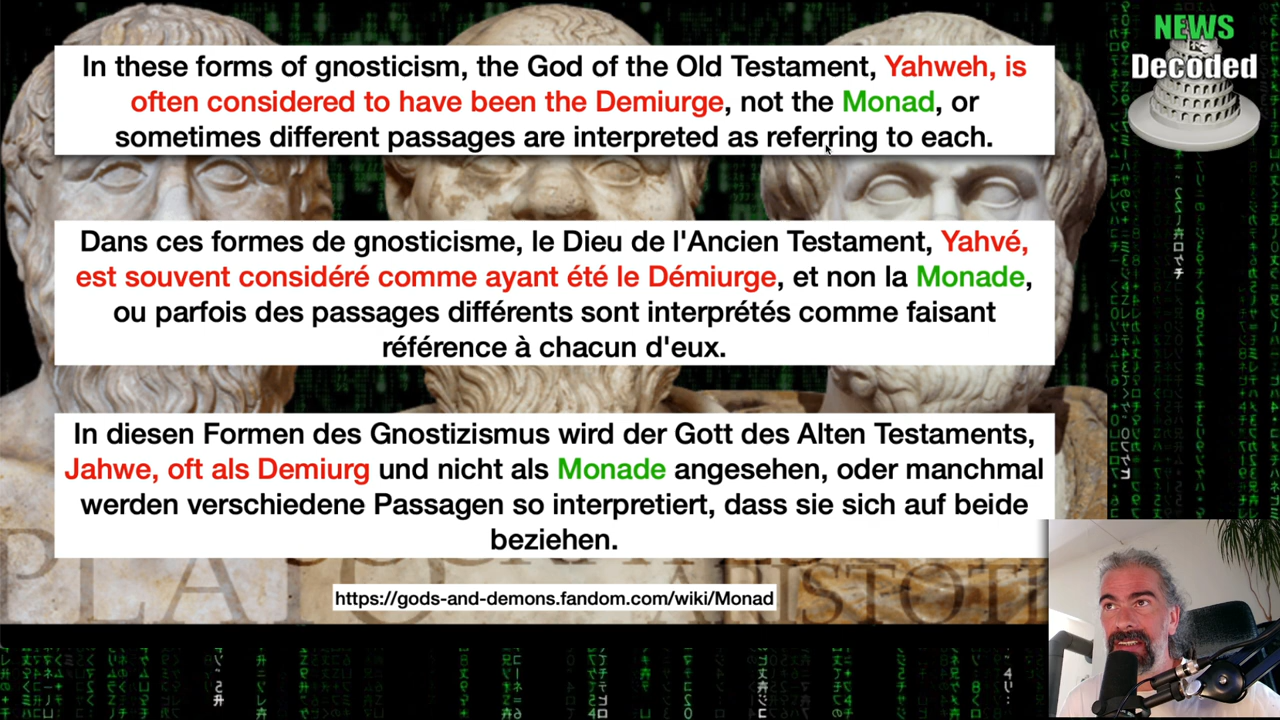 NEWS
Decoded
In these forms of gnosticism, the God of the Old Testament, Yahweh, is
often considered to have been the Demiurge, not the Monad, or
sometimes different passages are interpreted as referring to each.
Dans ces formes de gnosticisme, le Dieu de l'Ancien Testament, Yahvé,
est souvent considéré comme ayant été le Démiurge, et non la Monade,
ou parfois des passages différents sont interprétés comme faisant
référence à chacun d'eux.
In diesen Formen des Gnostizismus wird der Gott des Alten Testaments,
Jahwe, oft als Demiurg und nicht als Monade angesehen, oder manchmal
werden verschiedene Passagen so interpretiert, dass sie sich auf beide
beziehen.
https://gods-and-demons.fandom.com/wiki/Monad